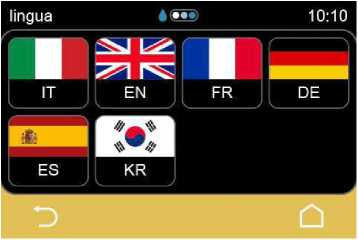 lingua 10:10
IT EN FR DE
ES KR